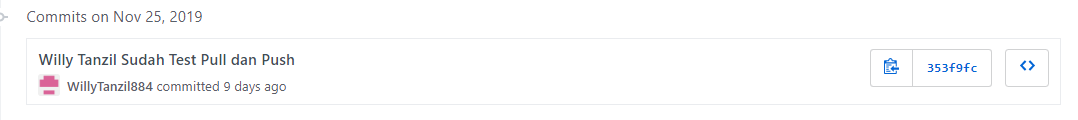 Commits on Nov 25, 2019
Willy Tanzil Sudah Test Pull dan Push
353f9fc
WillyTanzil884 committed 9 days ago